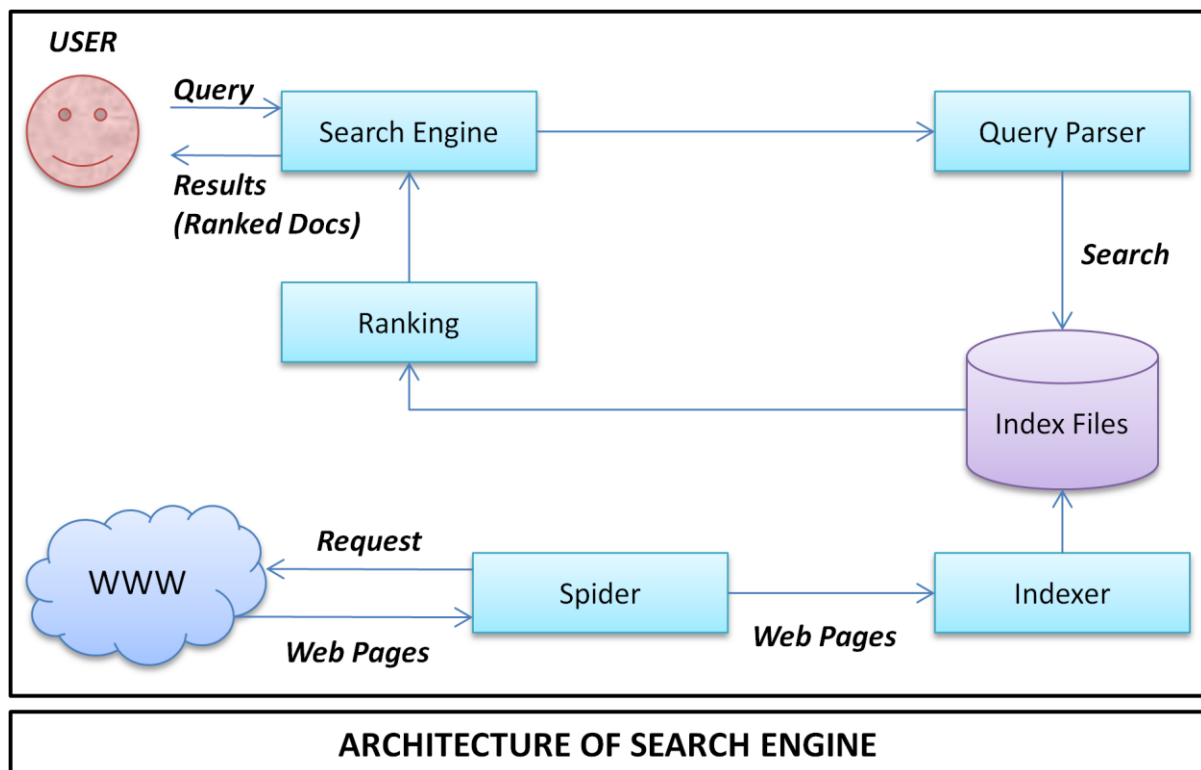 USER
Query
Search Engine
Query Parser
Results
(Ranked Docs)
Search
Ranking
Index Files
WWW
Request
Spider
Indexer
Web Pages
Web Pages
ARCHITECTURE OF SEARCH ENGINE